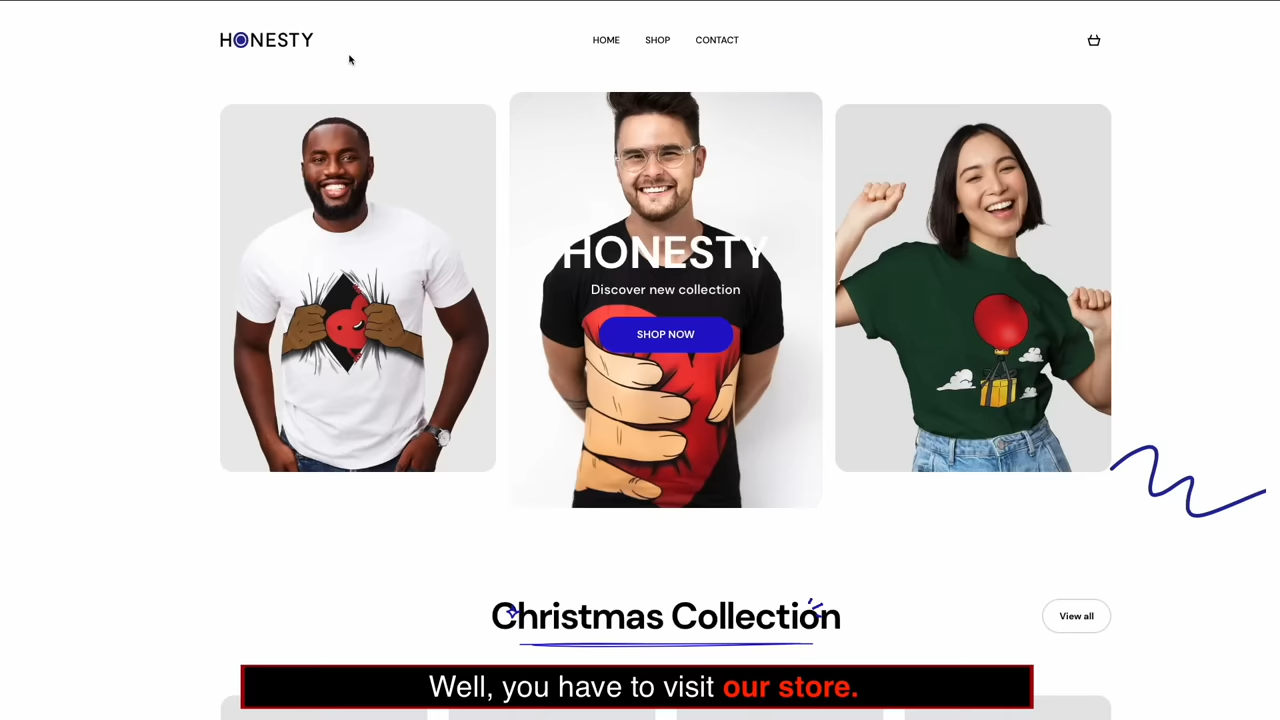 HONESTY
HOME SHOP CONTACT
HONESTY
Discover new collection
SHOP NOW
Christmas Collection
View all
Well, you have to visit our store.